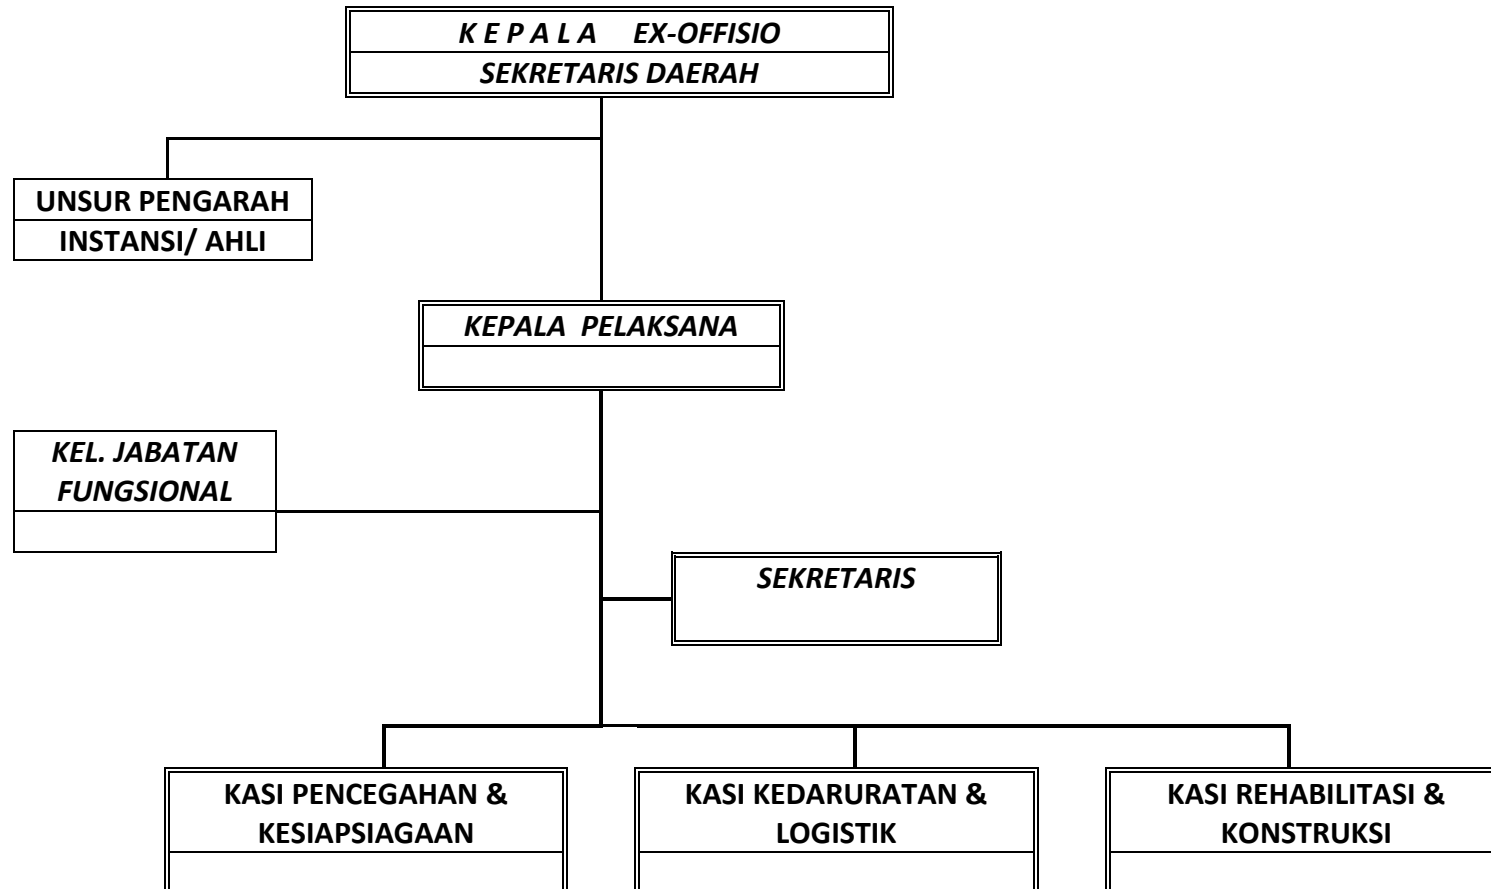 K E P A L A EX-OFFISIO
SEKRETARIS DAERAH
UNSUR PENGARAH
INSTANSI/ AHLI
KEPALA PELAKSANA
KEL. JABATAN
FUNGSIONAL
SEKRETARIS
KASI PENCEGAHAN &
KESIAPSIAGAAN
KASI KEDARURATAN &
LOGISTIK
KASI REHABILITASI &
KONSTRUKSI